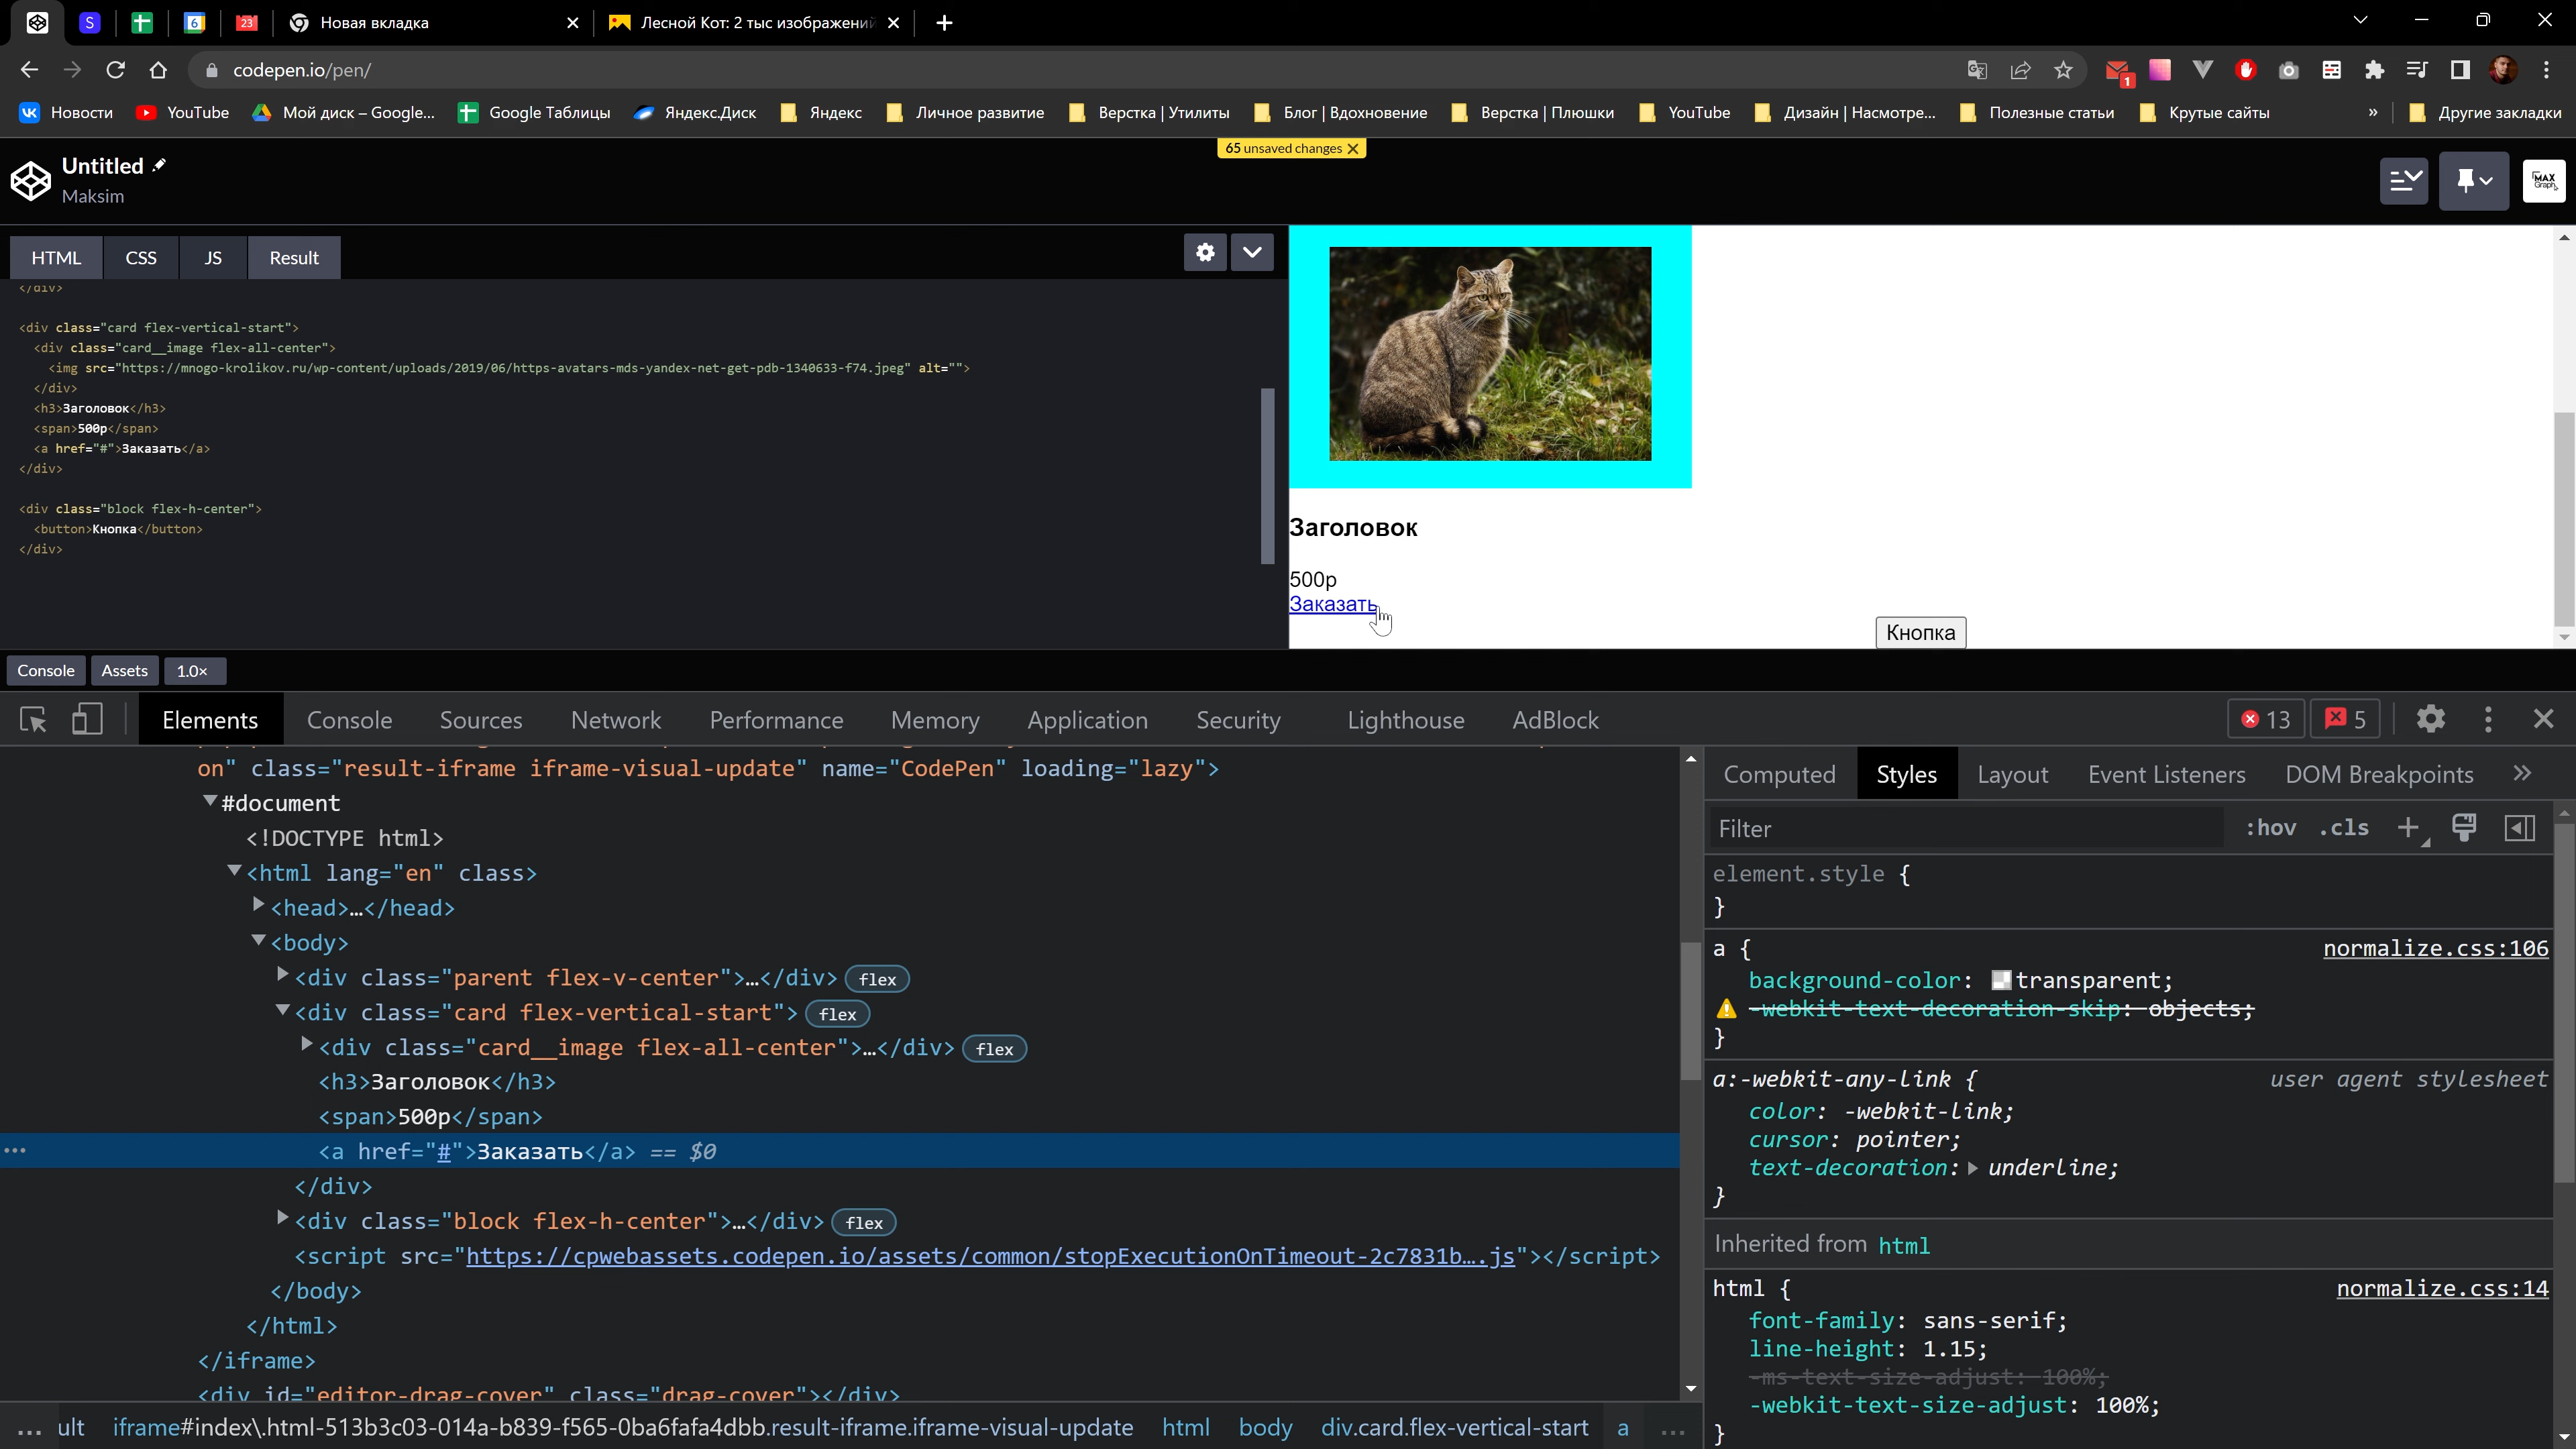 S
6
23
Новая вкладка
Лесной Кот: 2 тыс изображений
codepen.io/pen/
1
Новости
YouTube
Мой диск – Google...
Google Таблицы
Яндекс.Диск
Яндекс
Личное развитие
Верстка | Утилиты
Блог | Вдохновение
Верстка | Плюшки
YouTube
Дизайн | Насмотре...
Полезные статьи
Крутые сайты
»
Другие закладки
65 unsaved changes
Untitled
Maksim
MAX
Graph
HTML
CSS
JS
Result
</div>
<div class="card flex-vertical-start">
<div class="card__image flex-all-center">
<img src="https://mnogo-krolikov.ru/wp-content/uploads/2019/06/https-avatars-mds-yandex-net-get-pdb-1340633-f74.jpeg" alt="">
</div>
<h3>Заголовок</h3>
<span>500р</span>
<a href="#">Заказать</a>
</div>
<div class="block flex-h-center">
<button>Кнопка</button>
</div>
Заголовок
500р
Заказать
Кнопка
Console
Assets
1.0×
Elements
Console
Sources
Network
Performance
Memory
Application
Security
Lighthouse
AdBlock
13
5
on" class="result-iframe iframe-visual-update" name="CodePen" loading="lazy">
#document
<!DOCTYPE html>
<html lang="en" class>
<head>…</head>
<body>
<div class="parent flex-v-center">…</div> flex
<div class="card flex-vertical-start"> flex
<div class="card__image flex-all-center">…</div> flex
<h3>Заголовок</h3>
<span>500р</span>
<a href="#">Заказать</a> == $0
</div>
<div class="block flex-h-center">…</div> flex
<script src="https://cpwebassets.codepen.io/assets/common/stopExecutionOnTimeout-2c7831b….js"></script>
</body>
</html>
</iframe>
<div id="editor-drag-cover" class="drag-cover"></div>
... ult iframe#index\.html-513b3c03-014a-b839-f565-0ba6fafa4dbb.result-iframe.iframe-visual-update html body div.card.flex-vertical-start a ...
Computed
Styles
Layout
Event Listeners
DOM Breakpoints
»
Filter
:hov
.cls
element.style {
}
a {
normalize.css:106
background-color: transparent;
-webkit-text-decoration-skip: objects;
}
a:-webkit-any-link {
user agent stylesheet
color: -webkit-link;
cursor: pointer;
text-decoration: underline;
}
Inherited from html
html {
normalize.css:14
font-family: sans-serif;
line-height: 1.15;
-ms-text-size-adjust: 100%;
-webkit-text-size-adjust: 100%;
}